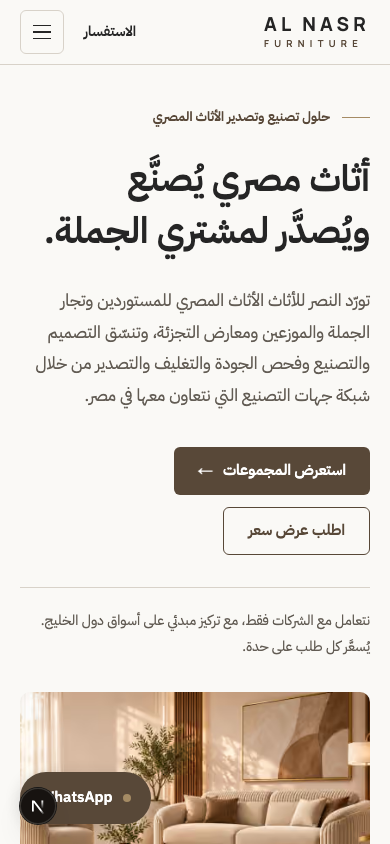 AL NASR
FURNITURE
الاستفسار
حلول تصنيع وتصدير الأثاث المصري
أثاث مصري يُصنَّع
ويُصدَّر لمشتري الجملة.
تورّد النصر للأثاث الأثاث المصري للمستوردين وتجار
الجملة والموزعين ومعارض التجزئة، وتنسّق التصميم
والتصنيع وفحص الجودة والتغليف والتصدير من خلال
شبكة جهات التصنيع التي نتعاون معها في مصر.
استعرض المجموعات ←
اطلب عرض سعر
نتعامل مع الشركات فقط، مع تركيز مبدئي على أسواق دول الخليج.
يُسعَّر كل طلب على حدة.
hatsApp
N